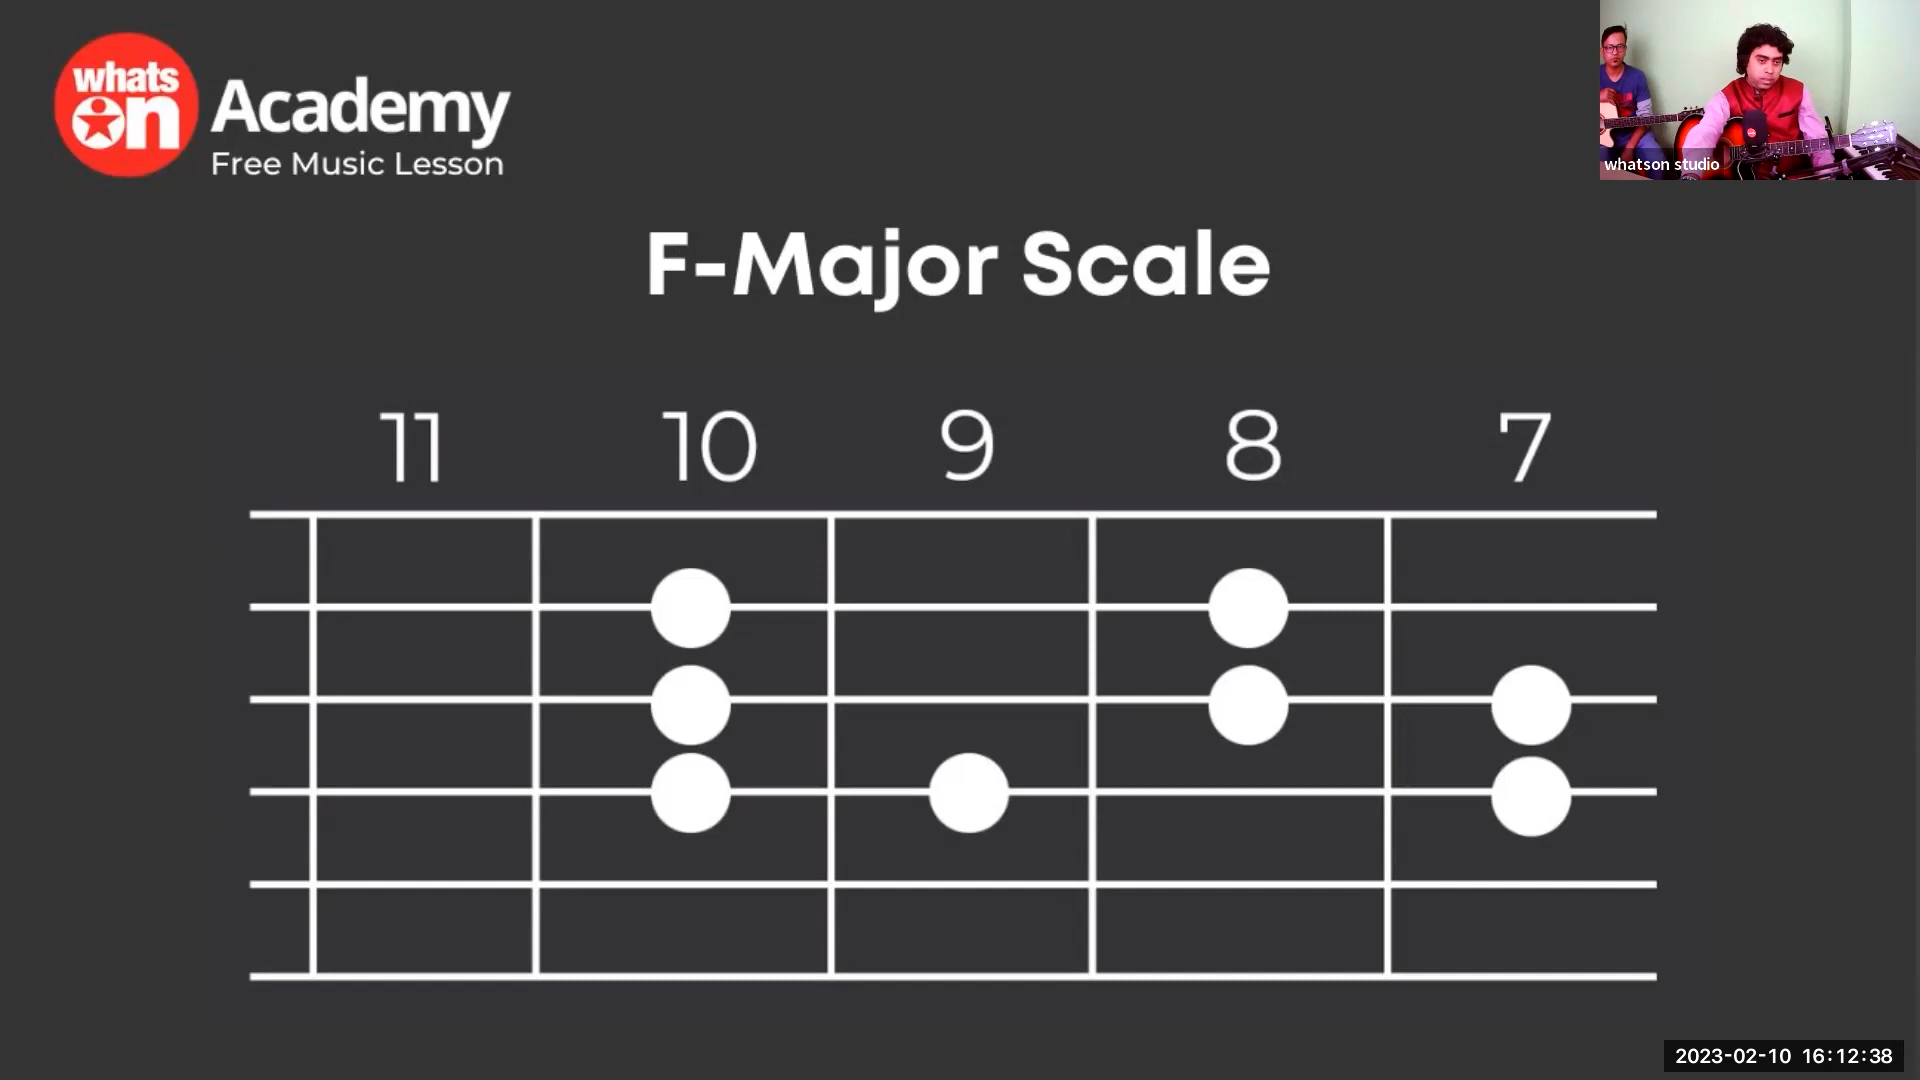 whats
on
Academy
Free Music Lesson
whatson studio
F-Major Scale
11 10 9 8 7
2023-02-10 16:12:38